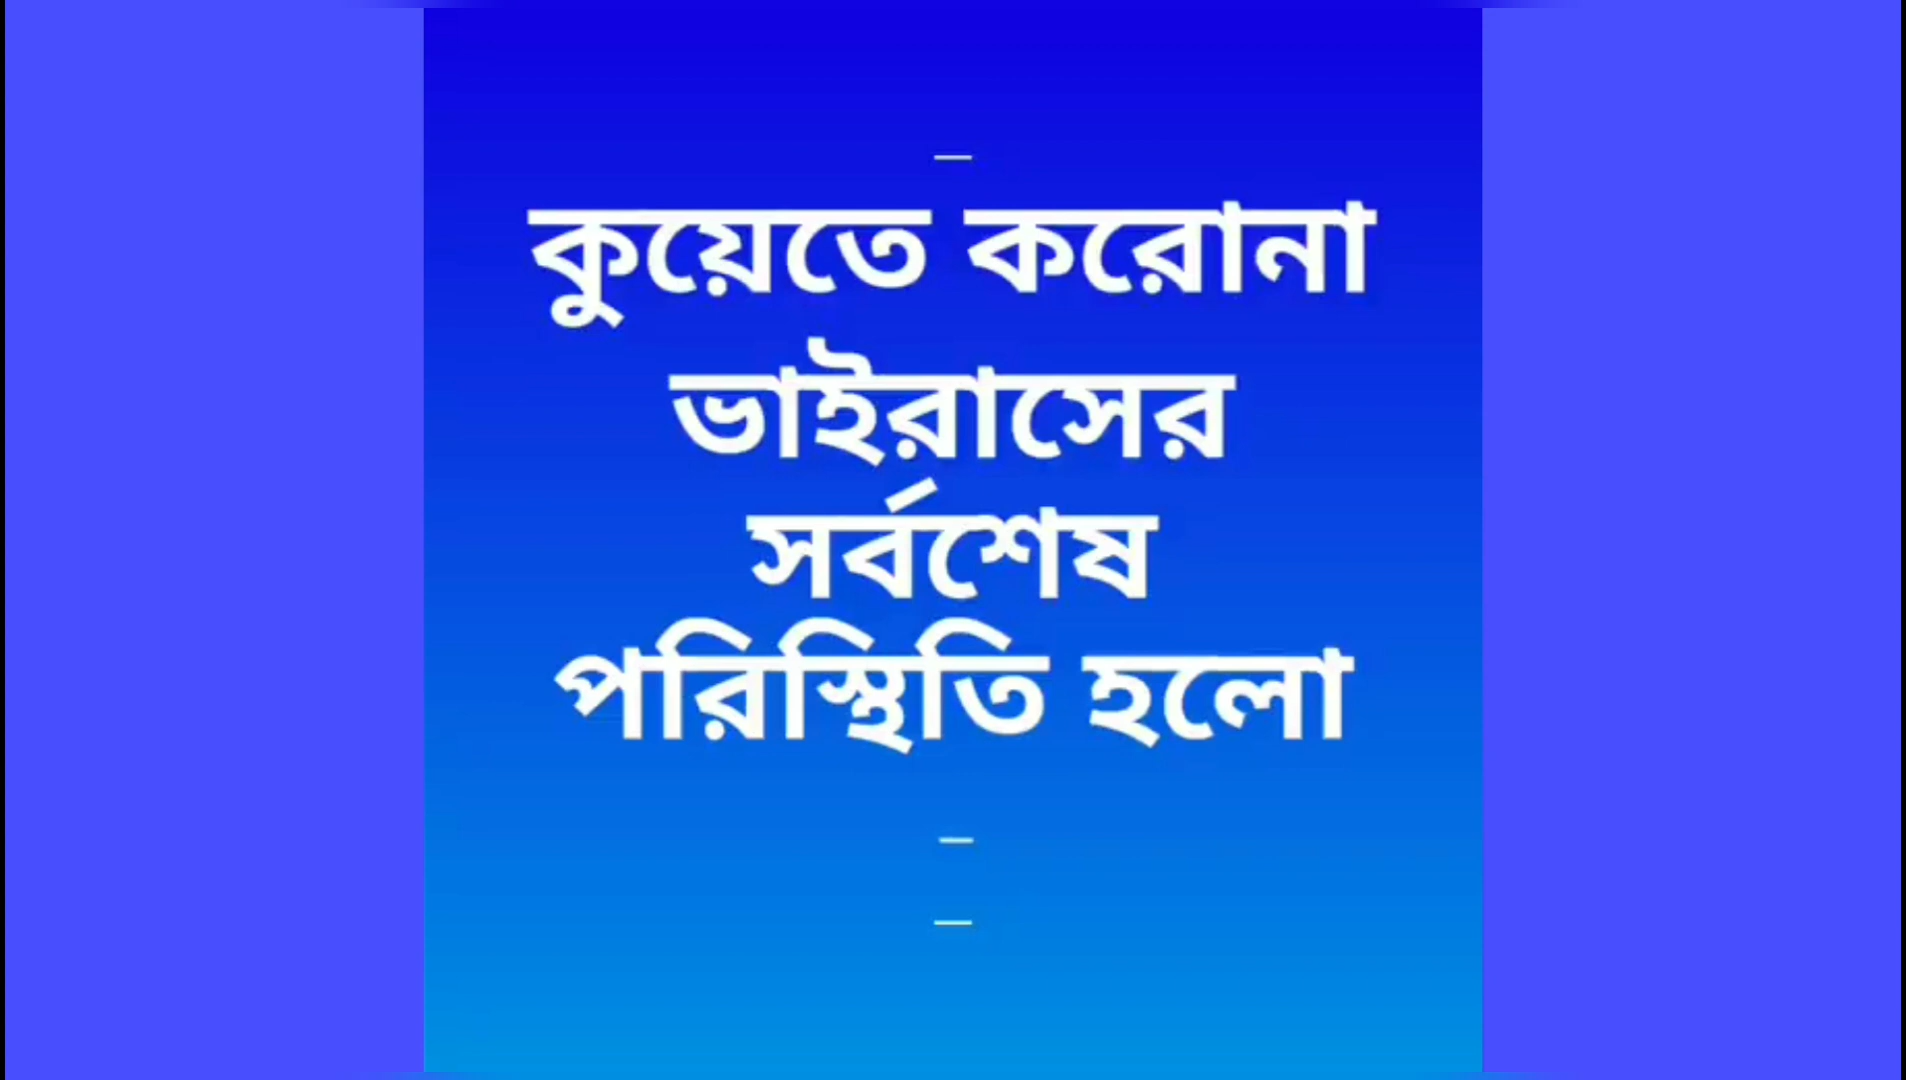 কুয়েতে করোনা
ভাইরাসের
সর্বশেষ
পরিস্থিতি হলো